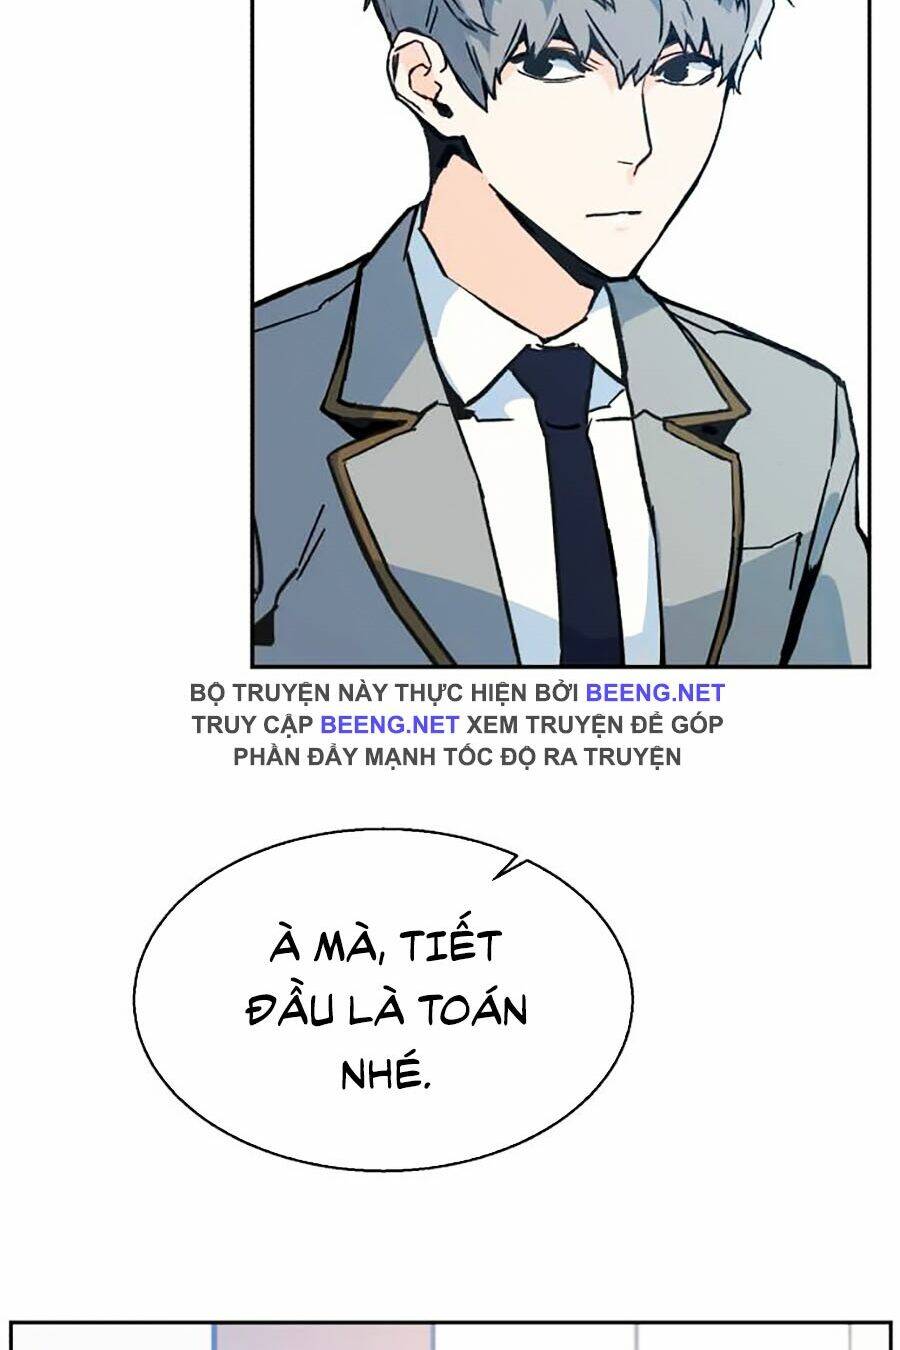 BỘ TRUYỆN NÀY THỰC HIỆN BỞI BEENG.NET
TRUY CẬP BEENG.NET XEM TRUYỆN ĐỂ GÓP
PHẦN ĐẨY MẠNH TỐC ĐỘ RA TRUYỆN
À MÀ, TIẾT
ĐẦU LÀ TOÁN
NHÉ.